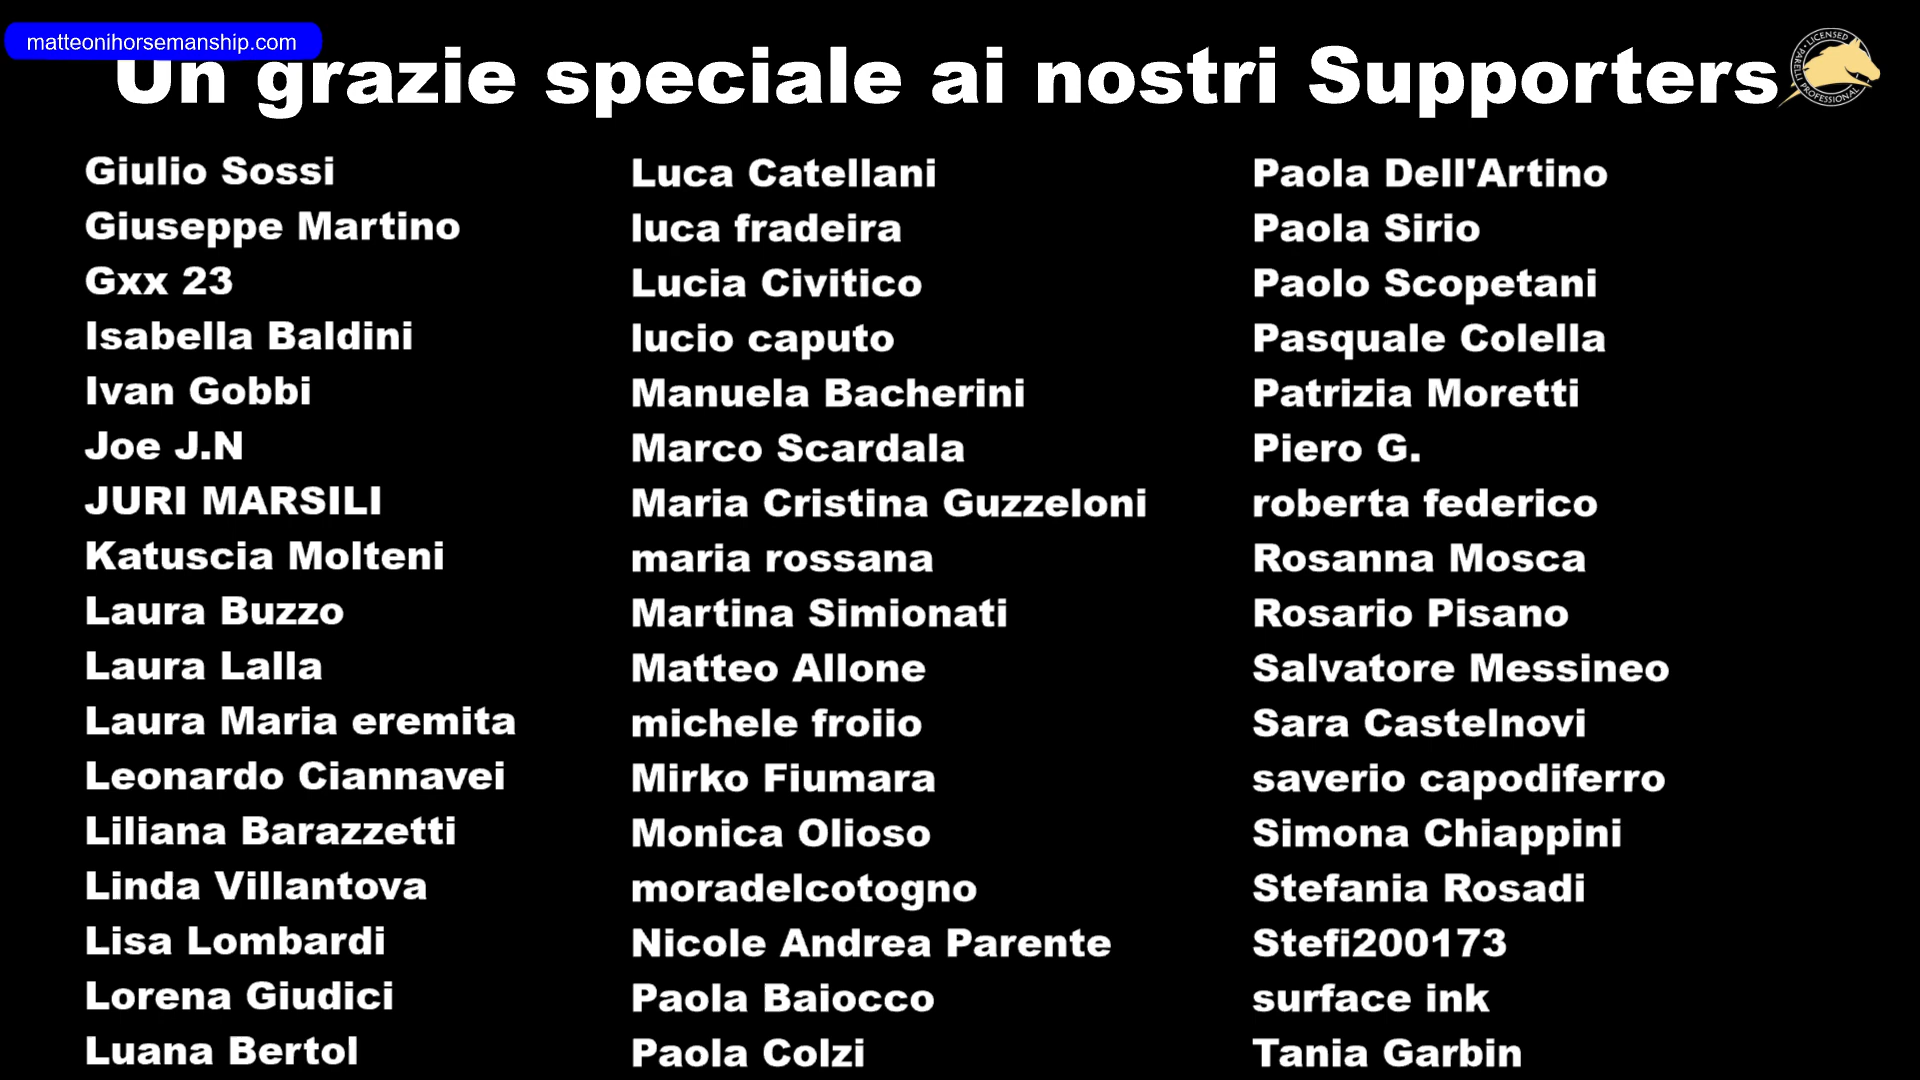 matteonihorsemanship.com
Un grazie speciale ai nostri Supporters
LICENSED
PARELLI
PROFESSIONAL
Giulio Sossi
Giuseppe Martino
Gxx 23
Isabella Baldini
Ivan Gobbi
Joe J.N
JURI MARSILI
Katuscia Molteni
Laura Buzzo
Laura Lalla
Laura Maria eremita
Leonardo Ciannavei
Liliana Barazzetti
Linda Villantova
Lisa Lombardi
Lorena Giudici
Luana Bertol
Luca Catellani
luca fradeira
Lucia Civitico
lucio caputo
Manuela Bacherini
Marco Scardala
Maria Cristina Guzzeloni
maria rossana
Martina Simionati
Matteo Allone
michele froiio
Mirko Fiumara
Monica Olioso
moradelcotogno
Nicole Andrea Parente
Paola Baiocco
Paola Colzi
Paola Dell'Artino
Paola Sirio
Paolo Scopetani
Pasquale Colella
Patrizia Moretti
Piero G.
roberta federico
Rosanna Mosca
Rosario Pisano
Salvatore Messineo
Sara Castelnovi
saverio capodiferro
Simona Chiappini
Stefania Rosadi
Stefi200173
surface ink
Tania Garbin